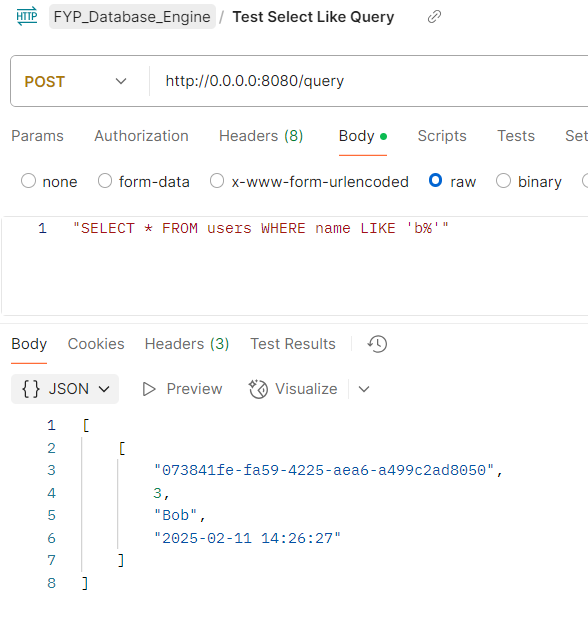 HTTP FYP_Database_Engine / Test Select Like Query
POST http://0.0.0.0:8080/query
Params Authorization Headers (8) Body Scripts Tests Set
none form-data x-www-form-urlencoded raw binary
1 "SELECT * FROM users WHERE name LIKE 'b%'"
Body Cookies Headers (3) Test Results
{} JSON Preview Visualize
1 [
2 [
3 "073841fe-fa59-4225-aea6-a499c2ad8050",
4 3,
5 "Bob",
6 "2025-02-11 14:26:27"
7 ]
8 ]